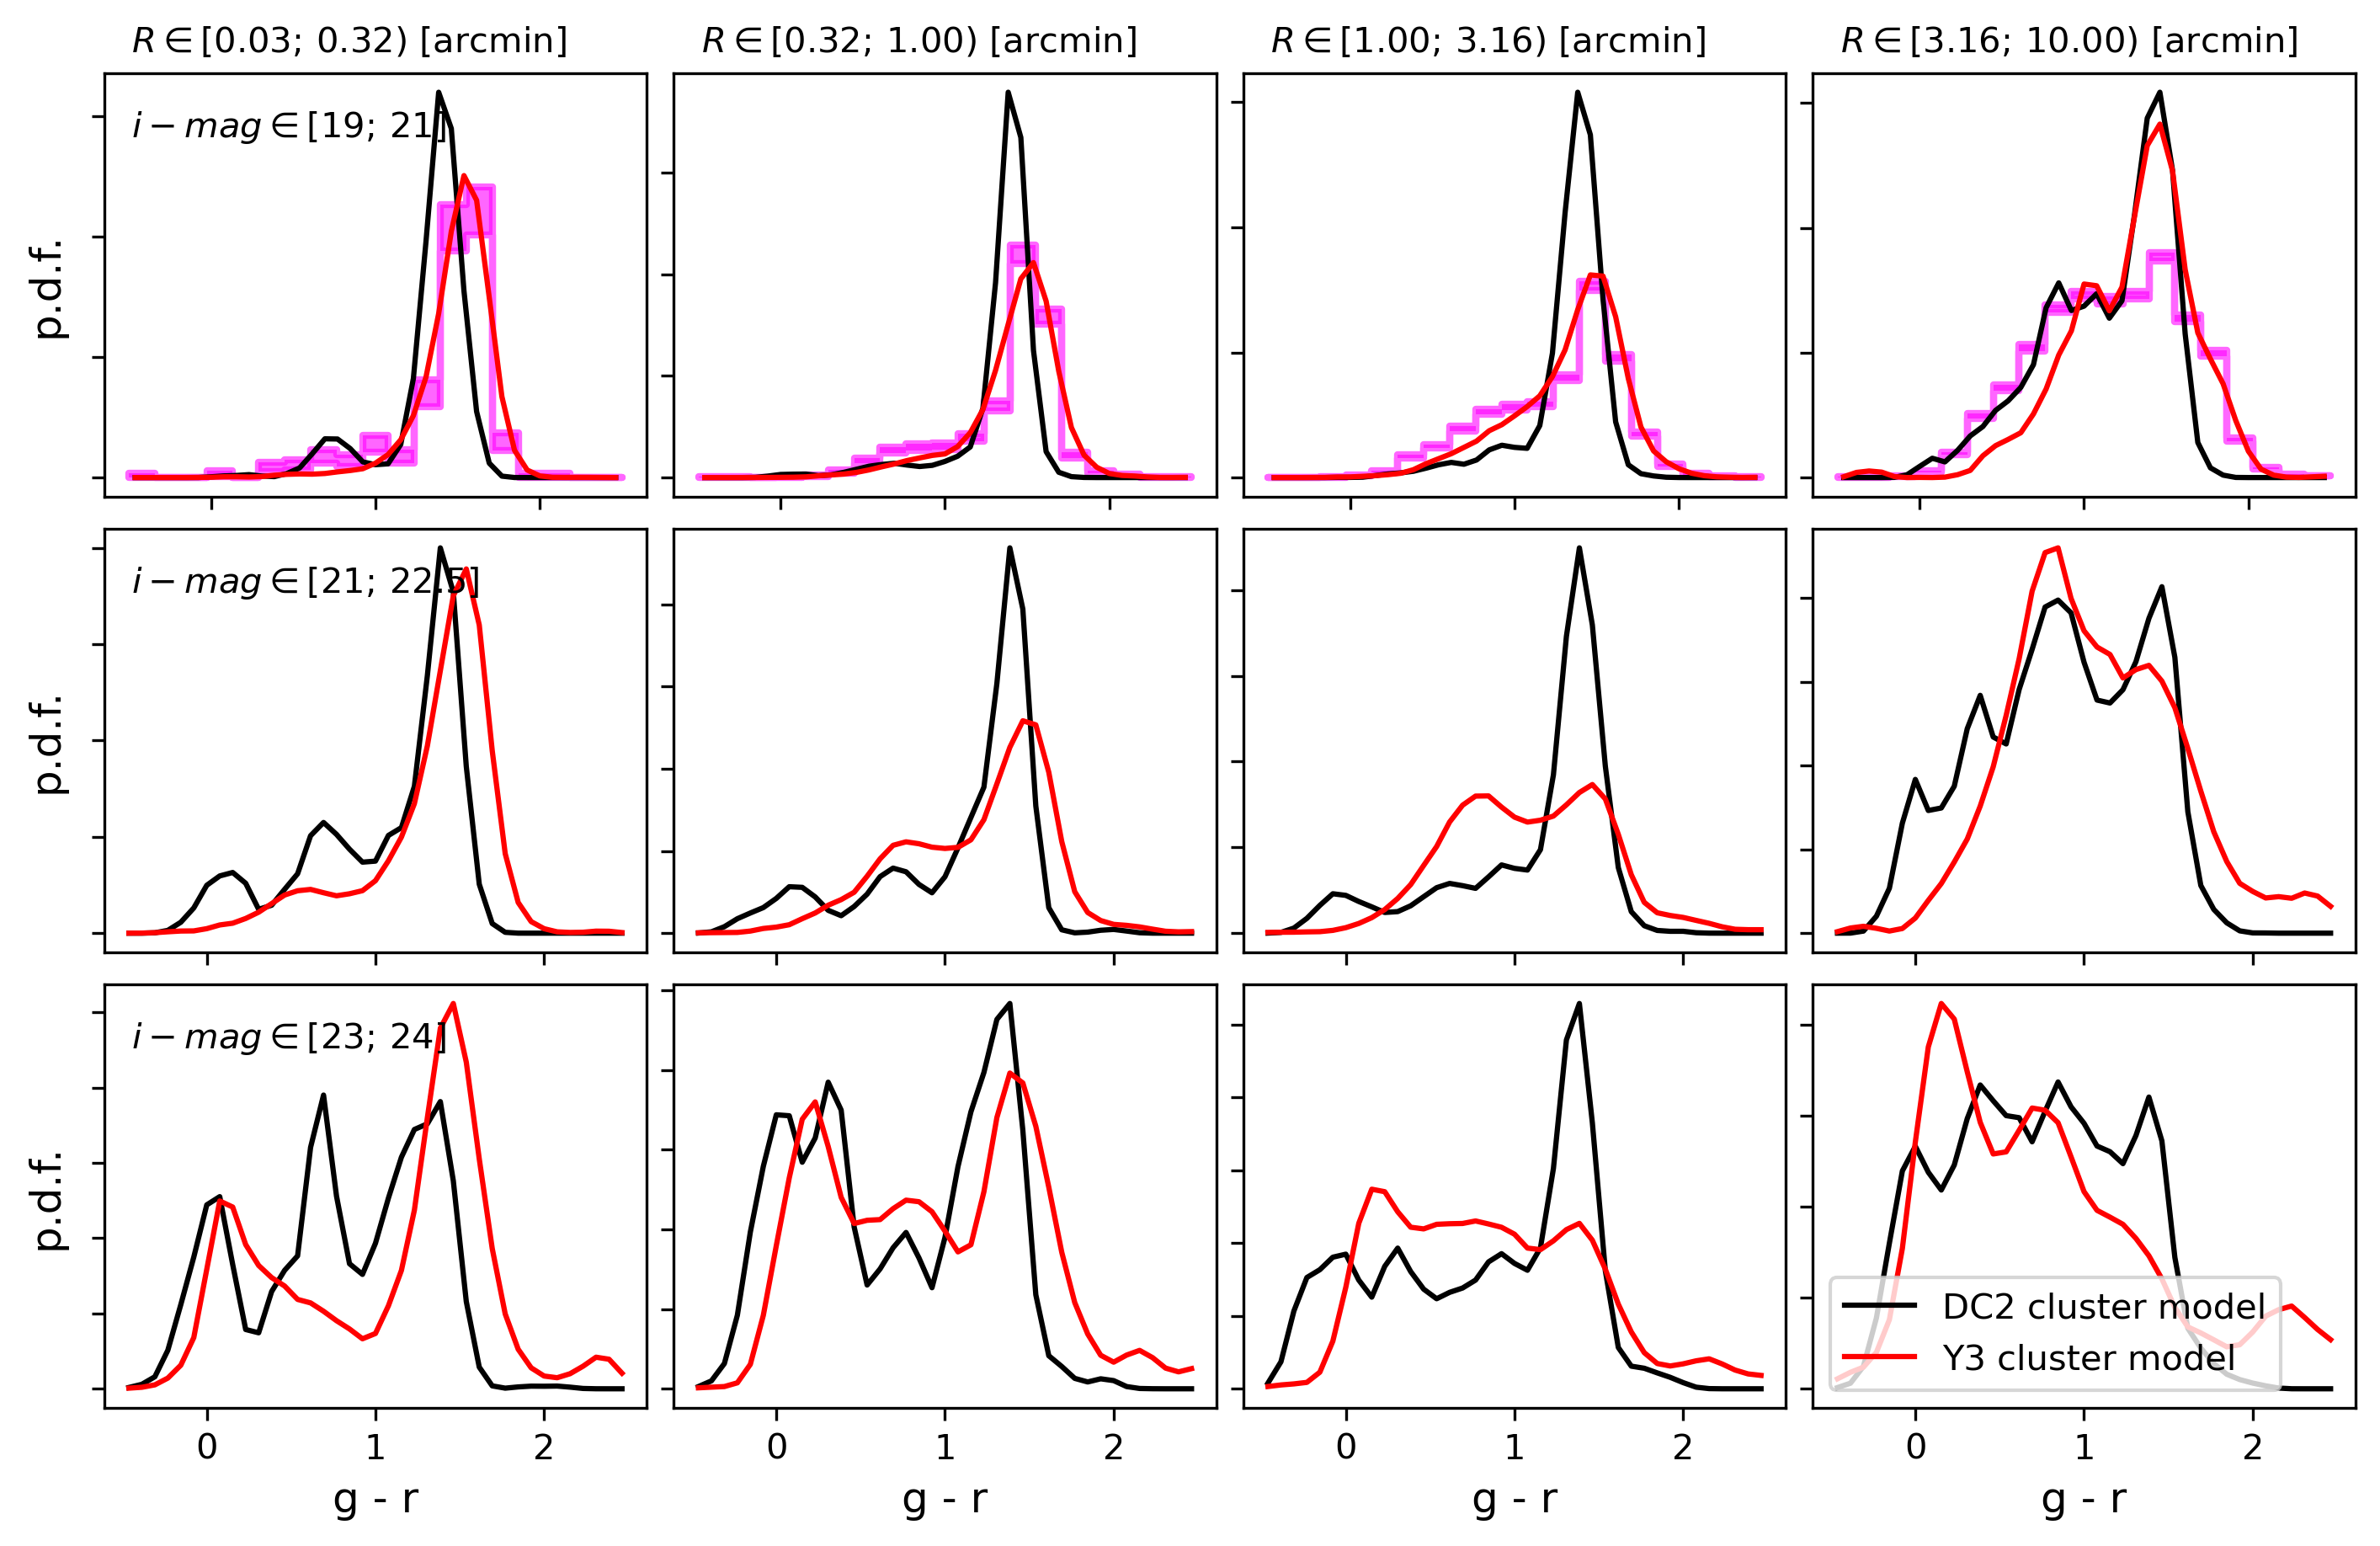 R ∈ [0.03; 0.32) [arcmin]
R ∈ [0.32; 1.00) [arcmin]
R ∈ [1.00; 3.16) [arcmin]
R ∈ [3.16; 10.00) [arcmin]
p.d.f.
i − mag ∈ [19; 21]
p.d.f.
i − mag ∈ [21; 22.5]
p.d.f.
i − mag ∈ [23; 24]
DC2 cluster model
Y3 cluster model
0 1 2
0 1 2
0 1 2
0 1 2
g - r
g - r
g - r
g - r